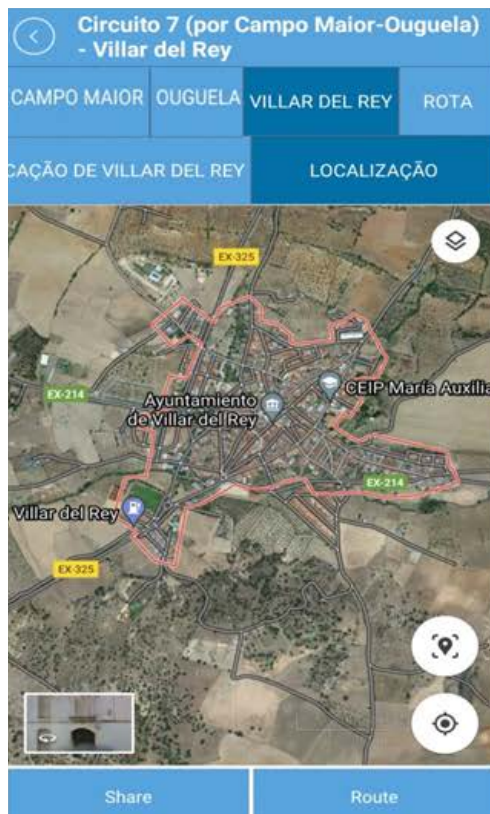 Circuito 7 (por Campo Maior-Ouguela)
- Villar del Rey
CAMPO MAIOR
OUGUELA
VILLAR DEL REY
ROTA
CAÇÃO DE VILLAR DEL REY
LOCALIZAÇÃO
EX-325
EX-214
Ayuntamiento
de Villar del Rey
CEIP María Auxilia
EX-214
Villar del Rey
EX-325
Share
Route